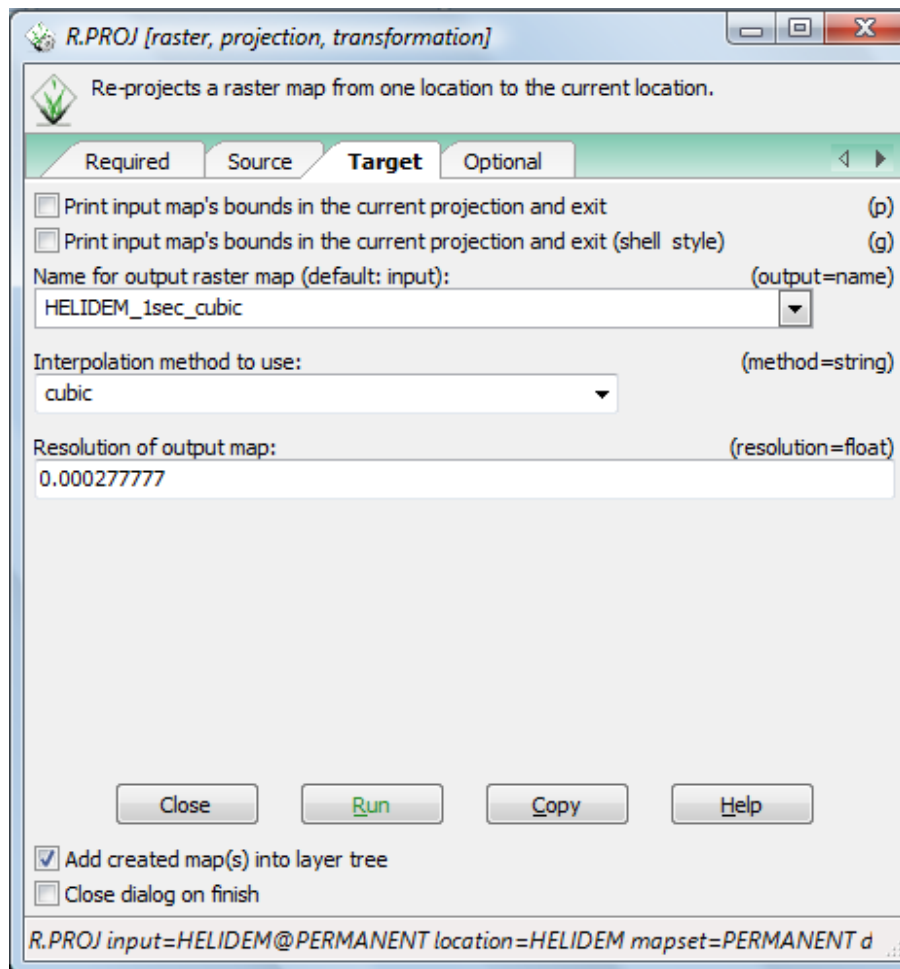 R.PROJ [raster, projection, transformation]
Re-projects a raster map from one location to the current location.
Required Source Target Optional
Print input map's bounds in the current projection and exit (p)
Print input map's bounds in the current projection and exit (shell style) (g)
Name for output raster map (default: input): (output=name)
HELIDEM_1sec_cubic
Interpolation method to use: (method=string)
cubic
Resolution of output map: (resolution=float)
0.000277777
Close Run Copy Help
Add created map(s) into layer tree
Close dialog on finish
R.PROJ input=HELIDEM@PERMANENT location=HELIDEM mapset=PERMANENT d